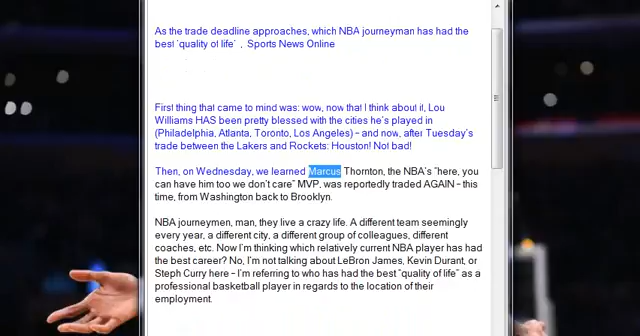 As the trade deadline approaches, which NBA journeyman has had the
best 'quality of life' , Sports News Online
First thing that came to mind was: wow, now that I think about it, Lou
Williams HAS been pretty blessed with the cities he's played in
(Philadelphia, Atlanta, Toronto, Los Angeles) – and now, after Tuesday's
trade between the Lakers and Rockets: Houston! Not bad!
Then, on Wednesday, we learned Marcus Thornton, the NBA's "here, you
can have him too we don't care" MVP, was reportedly traded AGAIN – this
time, from Washington back to Brooklyn.
NBA journeymen, man, they live a crazy life. A different team seemingly
every year, a different city, a different group of colleagues, different
coaches, etc. Now I'm thinking which relatively current NBA player has had
the best career? No, I'm not talking about LeBron James, Kevin Durant, or
Steph Curry here – I'm referring to who has had the best "quality of life" as a
professional basketball player in regards to the location of their
employment.